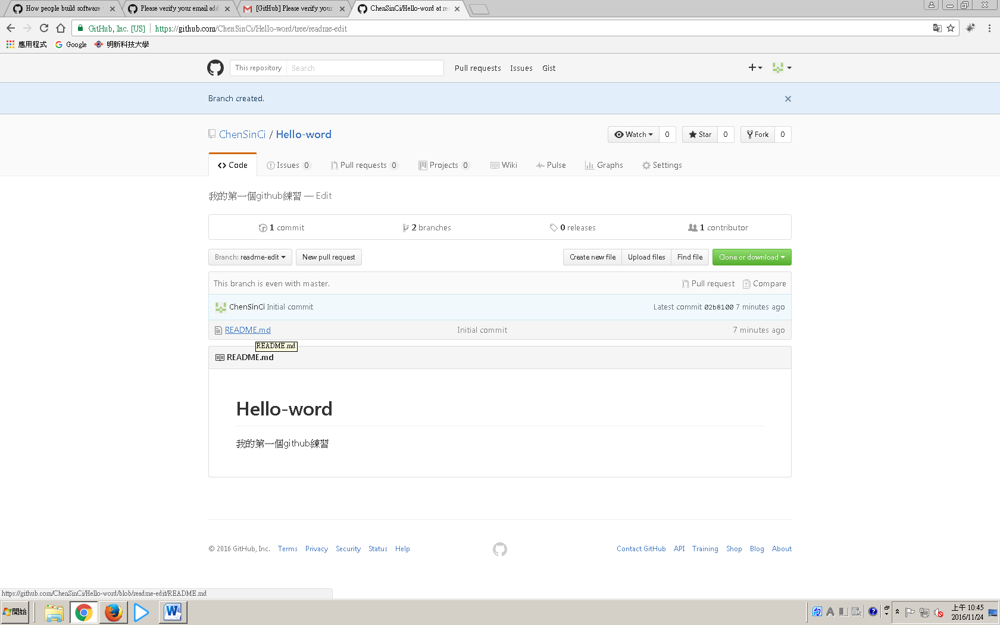 How people build software
Please verify your email add
[GitHub] Please verify your
ChenSinCi/Hello-word at re
GitHub, Inc. [US]
https://github.com/ChenSinCi/Hello-word/tree/readme-edit
應用程式
Google
明新科技大學
This repository
Search
Pull requests
Issues
Gist
Branch created.
ChenSinCi / Hello-word
Watch 0
Star 0
Fork 0
Code
Issues 0
Pull requests 0
Projects 0
Wiki
Pulse
Graphs
Settings
我的第一個github練習 — Edit
1 commit
2 branches
0 releases
1 contributor
Branch: readme-edit
New pull request
Create new file
Upload files
Find file
Clone or download
This branch is even with master.
Pull request
Compare
ChenSinCi Initial commit
Latest commit 02b8100 7 minutes ago
README.md
Initial commit
7 minutes ago
README.md
README.md
Hello-word
我的第一個github練習
© 2016 GitHub, Inc.
Terms
Privacy
Security
Status
Help
Contact GitHub
API
Training
Shop
Blog
About
https://github.com/ChenSinCi/Hello-word/blob/readme-edit/README.md
開始
上午 10:45
2016/11/24